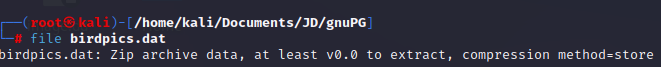 ┌──(root㉿kali)-[/home/kali/Documents/JD/gnuPG]
└─# file birdpics.dat
birdpics.dat: Zip archive data, at least v0.0 to extract, compression method=store